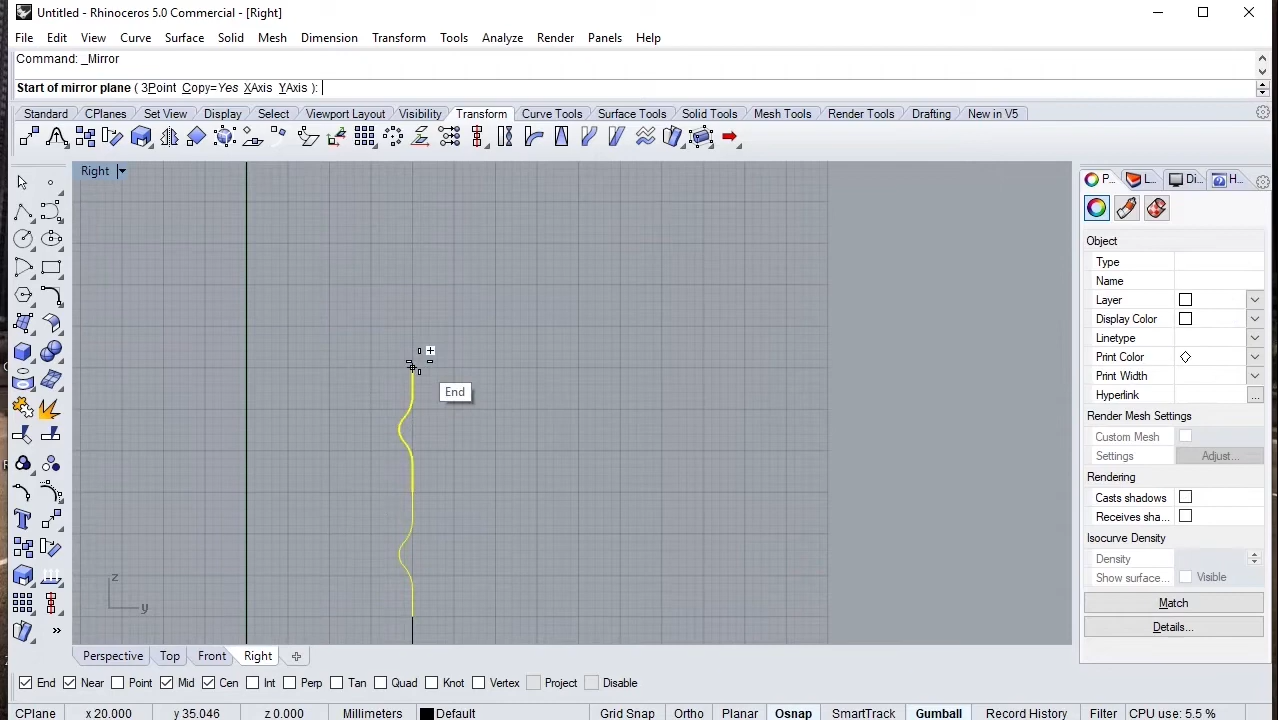 Untitled - Rhinoceros 5.0 Commercial - [Right]
File Edit View Curve Surface Solid Mesh Dimension Transform Tools Analyze Render Panels Help
Command: _Mirror
Start of mirror plane ( 3Point Copy=Yes XAxis YAxis ):
Standard CPlanes Set View Display Select Viewport Layout Visibility Transform Curve Tools Surface Tools Solid Tools Mesh Tools Render Tools Drafting New in V5
Right
P... L... Di... H...
Object
Type
Name
Layer
Display Color
Linetype
Print Color
Print Width
Hyperlink ...
Render Mesh Settings
Custom Mesh
Settings Adjust...
Rendering
Casts shadows
Receives sha...
Isocurve Density
Density
Show surface... Visible
Match
Details...
End
z
y
Perspective Top Front Right
End Near Point Mid Cen Int Perp Tan Quad Knot Vertex Project Disable
CPlane x 20.000 y 35.046 z 0.000 Millimeters Default Grid Snap Ortho Planar Osnap SmartTrack Gumball Record History Filter CPU use: 5.5 %